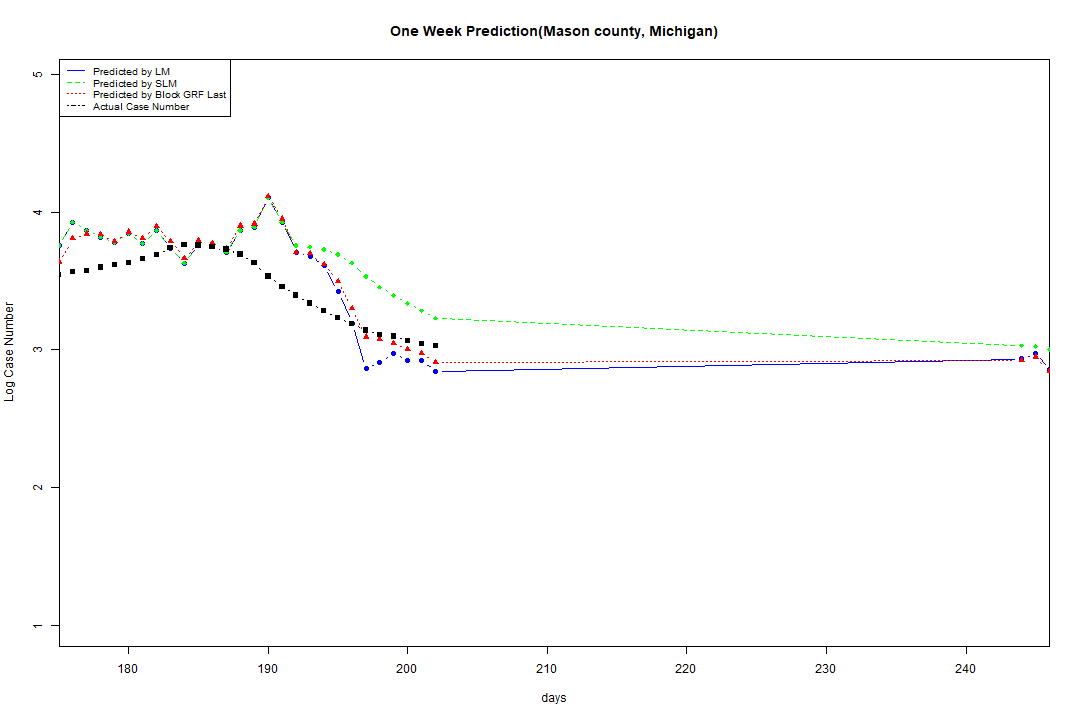 One Week Prediction(Mason county, Michigan)
Predicted by LM
Predicted by SLM
Predicted by Block GRF Last
Actual Case Number
5
4
3
2
1
Log Case Number
180 190 200 210 220 230 240
days